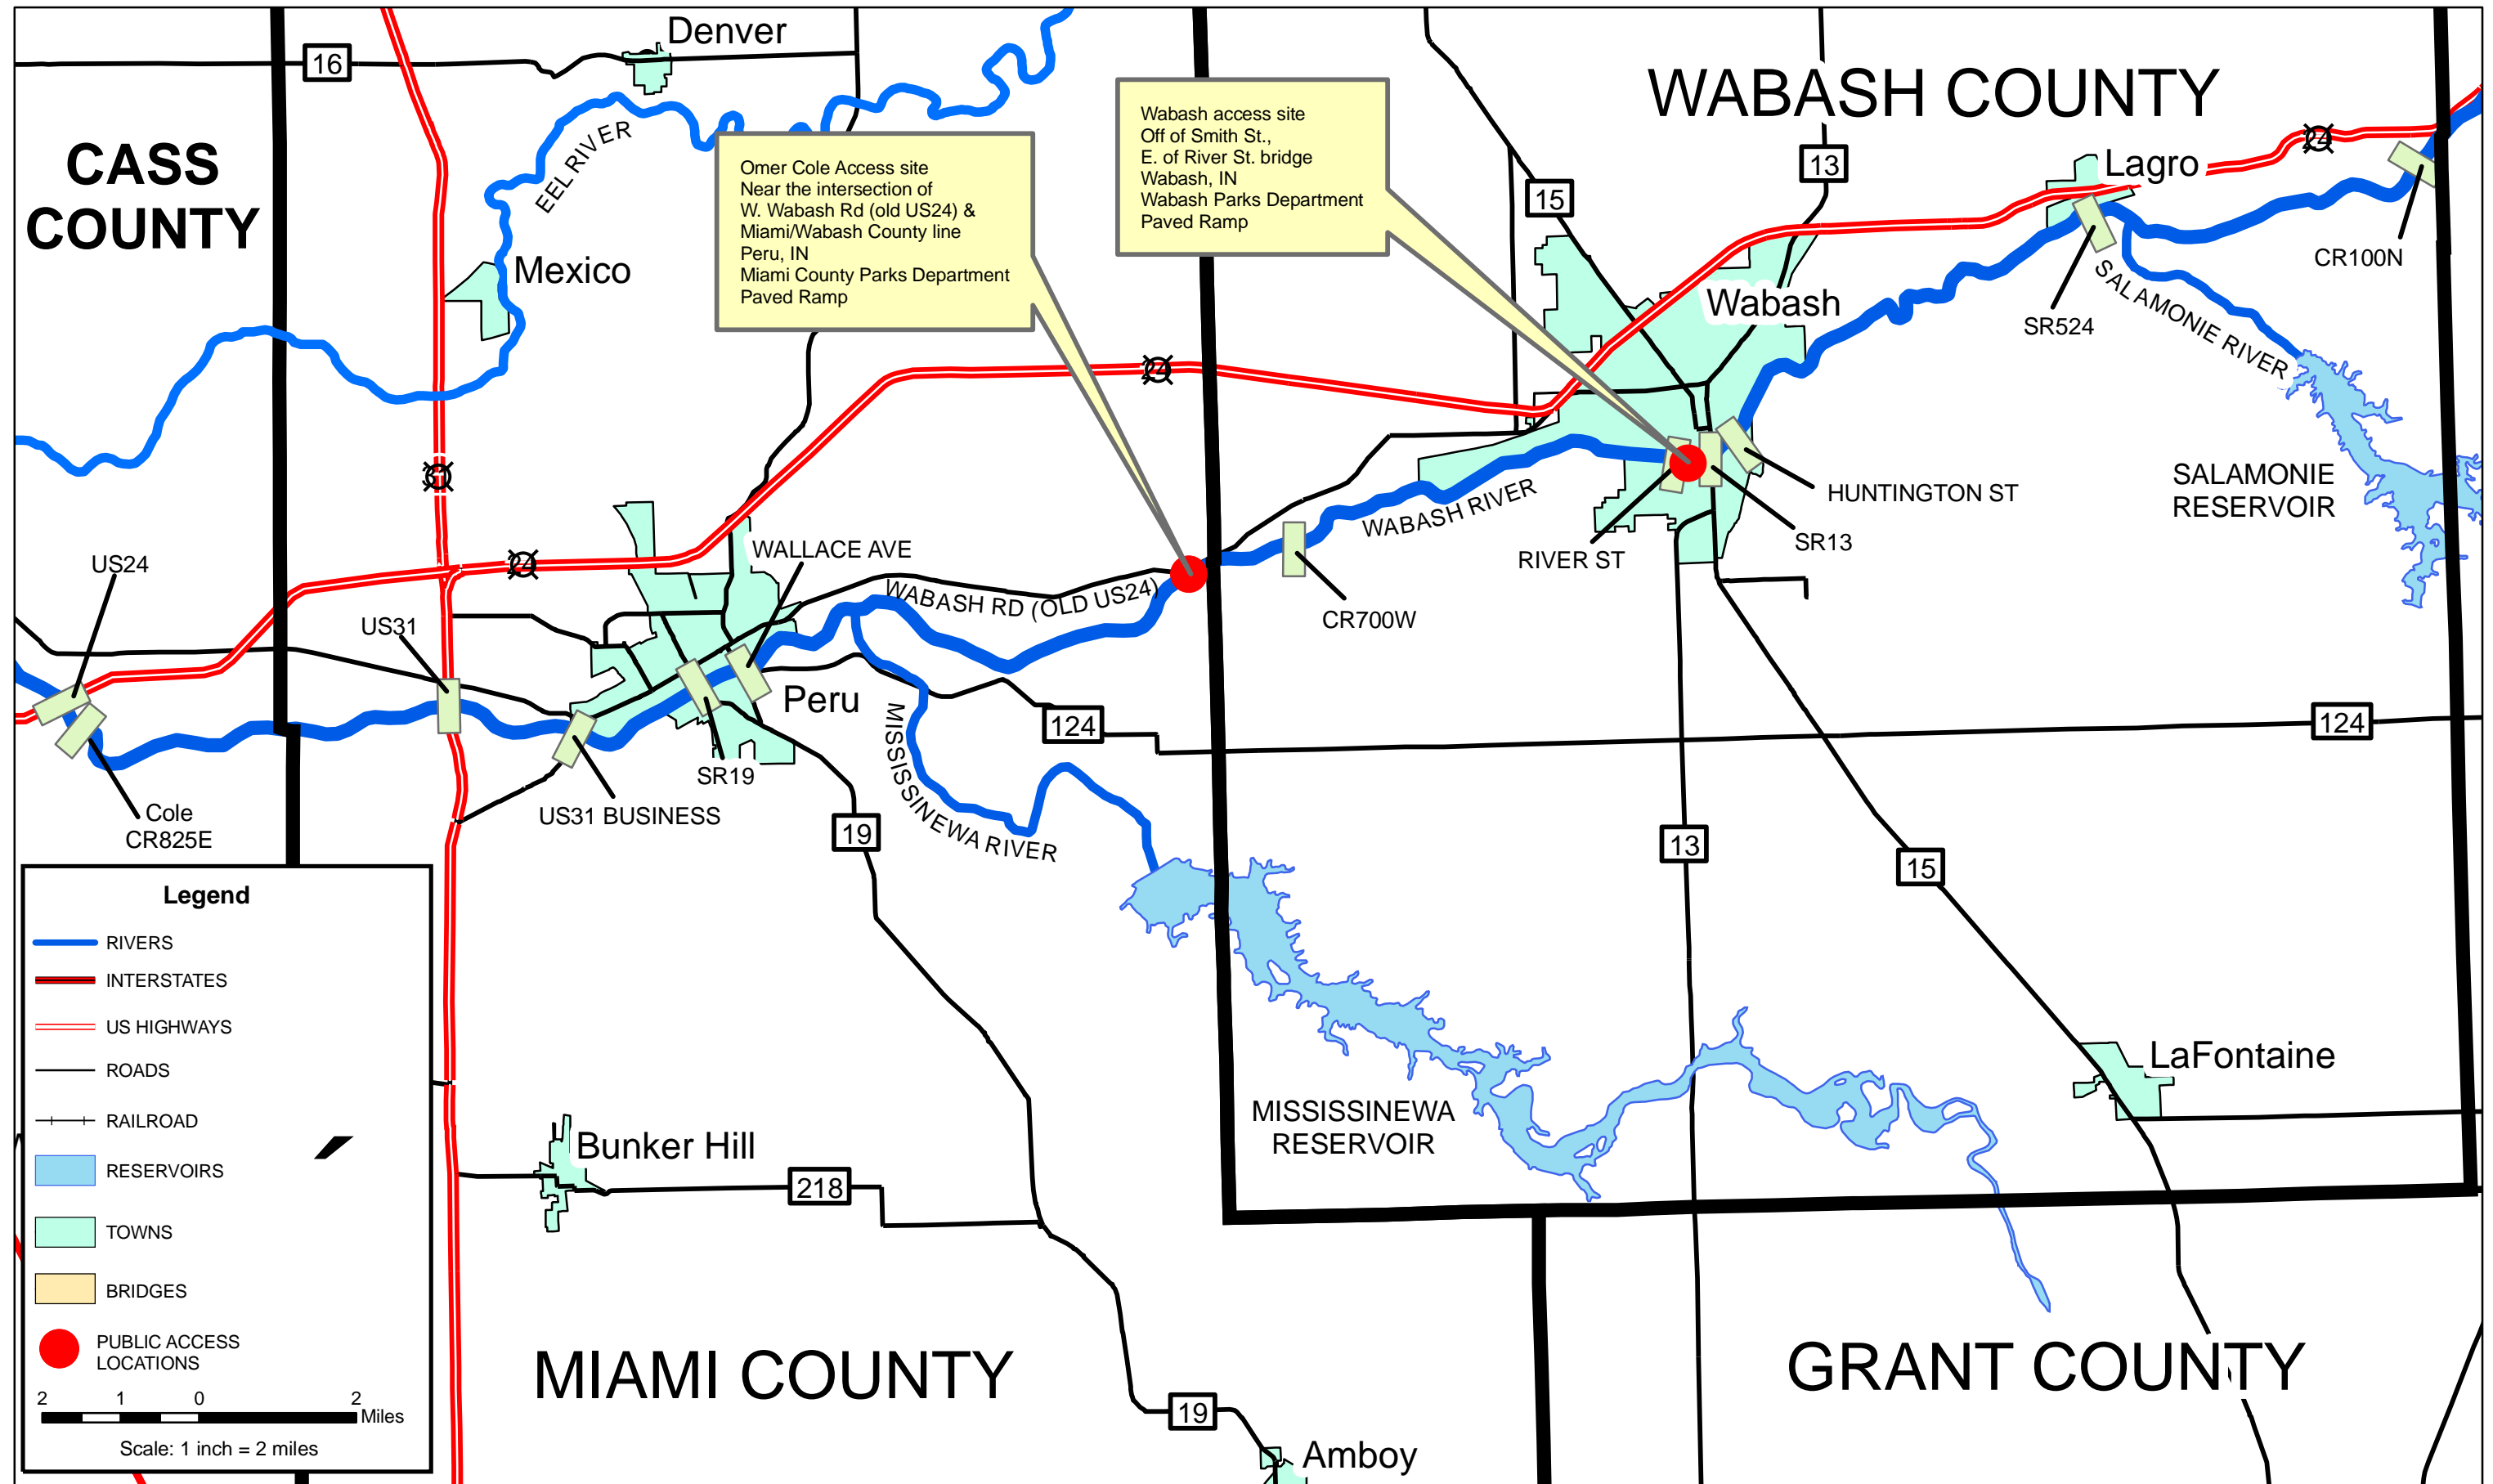 Denver
16
WABASH COUNTY
CASS
COUNTY
EEL RIVER
Omer Cole Access site
Near the intersection of
W. Wabash Rd (old US24) &
Miami/Wabash County line
Peru, IN
Miami County Parks Department
Paved Ramp
Wabash access site
Off of Smith St.,
E. of River St. bridge
Wabash, IN
Wabash Parks Department
Paved Ramp
15
13
Lagro
24
CR100N
Mexico
Wabash
SR524
SALAMONIE RIVER
24
31
SALAMONIE
RESERVOIR
HUNTINGTON ST
SR13
RIVER ST
WABASH RIVER
CR700W
US24
24
WALLACE AVE
WABASH RD (OLD US24)
US31
Peru
124
124
MISSISSINEWA RIVER
SR19
US31 BUSINESS
Cole
CR825E
19
13
15
Legend
RIVERS
INTERSTATES
US HIGHWAYS
ROADS
RAILROAD
RESERVOIRS
TOWNS
BRIDGES
PUBLIC ACCESS
LOCATIONS
2 1 0 2
Miles
Scale: 1 inch = 2 miles
LaFontaine
MISSISSINEWA
RESERVOIR
Bunker Hill
218
MIAMI COUNTY
GRANT COUNTY
19
Amboy